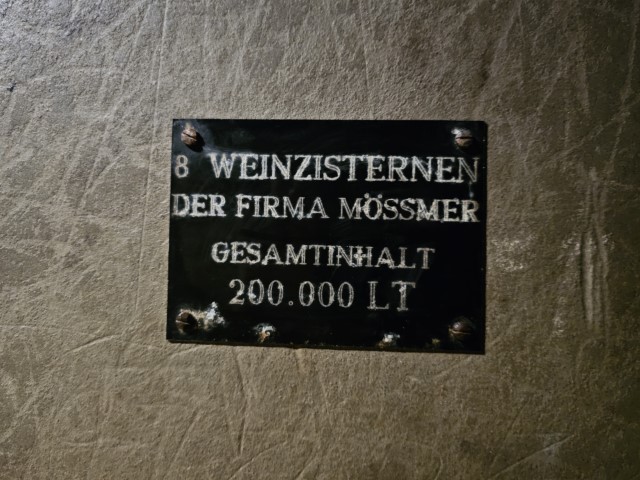 8 WEINZISTERNEN
DER FIRMA MÖSSMER
GESAMTINHALT
200.000 LT